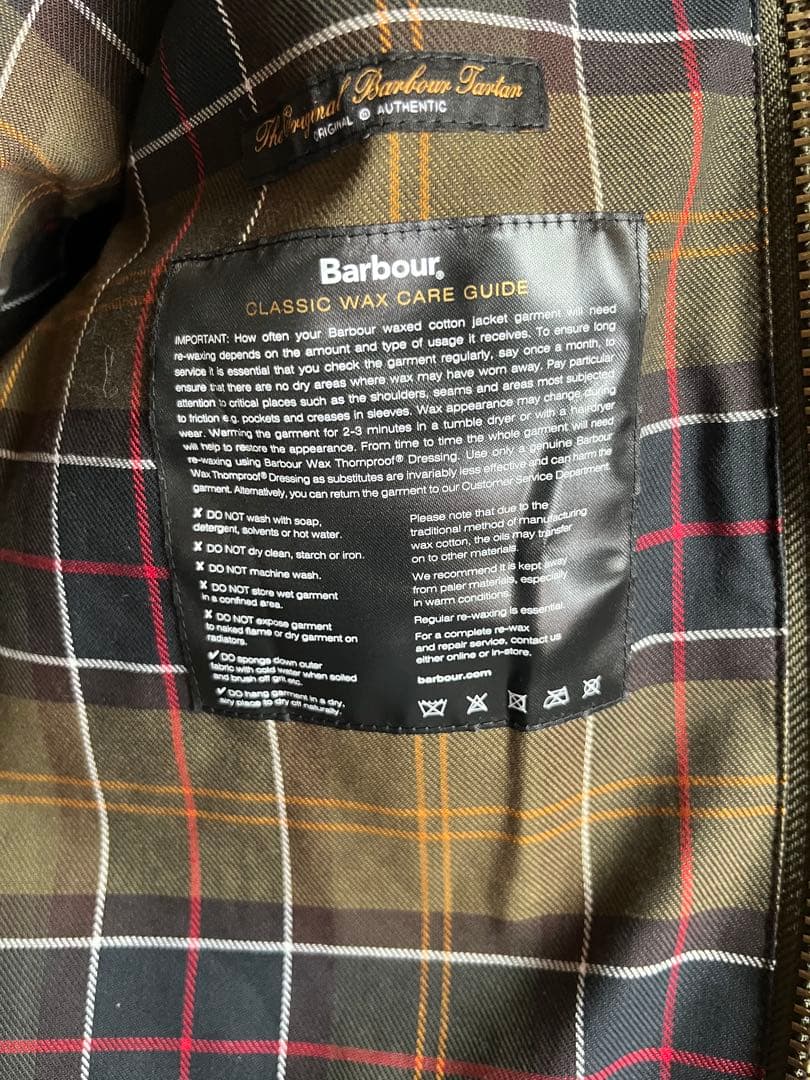 The Original Barbour Tartan
ORIGINAL © AUTHENTIC
Barbour®
CLASSIC WAX CARE GUIDE
IMPORTANT: How often your Barbour waxed cotton jacket garment will need
re-waxing depends on the amount and type of usage it receives. To ensure long
service it is essential that you check the garment regularly, say once a month, to
ensure that there are no dry areas where wax may have worn away. Pay particular
attention to critical places such as the shoulders, seams and areas most subjected
to friction e.g. pockets and creases in sleeves. Wax appearance may change during
wear. Warming the garment for 2-3 minutes in a tumble dryer or with a hairdryer
will help to restore the appearance. From time to time the whole garment will need
re-waxing using Barbour Wax Thornproof® Dressing. Use only a genuine Barbour
Wax Thornproof® Dressing as substitutes are invariably less effective and can harm the
garment. Alternatively, you can return the garment to our Customer Service Department.
✘ DO NOT wash with soap,
detergent, solvents or hot water.
✘ DO NOT dry clean, starch or iron.
✘ DO NOT machine wash.
✘ DO NOT store wet garment
in a confined area.
✘ DO NOT expose garment
to naked flame or dry garment on
radiators.
✔ DO sponge down outer
fabric with cold water when soiled
and brush off grit etc.
✔ DO hang garment in a dry,
airy place to dry off naturally.
Please note that due to the
traditional method of manufacturing
wax cotton, the oils may transfer
on to other materials.
We recommend it is kept away
from paler materials, especially
in warm conditions.
Regular re-waxing is essential.
For a complete re-wax
and repair service, contact us
either online or in-store.
barbour.com